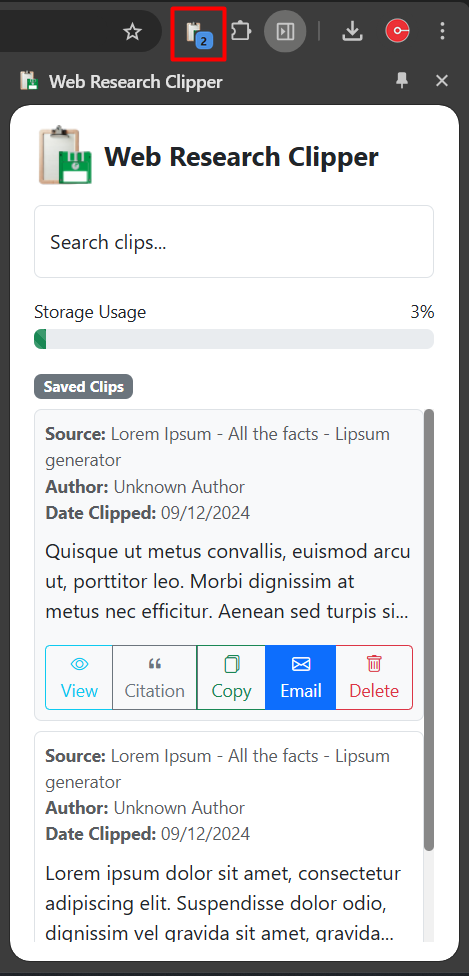 2
Web Research Clipper
Web Research Clipper
Search clips...
Storage Usage 3%
Saved Clips
Source: Lorem Ipsum - All the facts - Lipsum
generator
Author: Unknown Author
Date Clipped: 09/12/2024
Quisque ut metus convallis, euismod arcu
ut, porttitor leo. Morbi dignissim at
metus nec efficitur. Aenean sed turpis si...
View Citation Copy Email Delete
Source: Lorem Ipsum - All the facts - Lipsum
generator
Author: Unknown Author
Date Clipped: 09/12/2024
Lorem ipsum dolor sit amet, consectetur
adipiscing elit. Suspendisse dolor odio,
dignissim vel gravida sit amet, gravida...